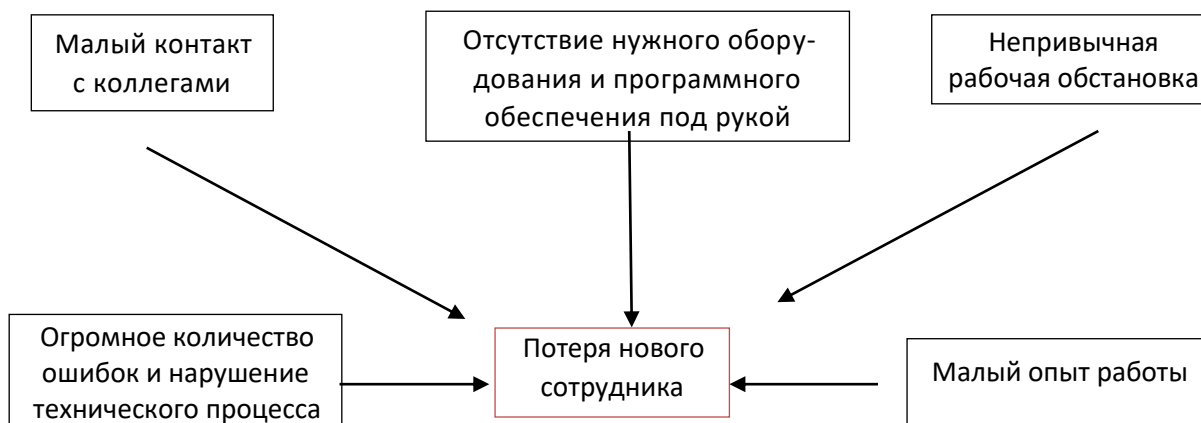 Малый контакт
с коллегами
Отсутствие нужного обору-
дования и программного
обеспечения под рукой
Непривычная
рабочая обстановка
Огромное количество
ошибок и нарушение
технического процесса
Потеря нового
сотрудника
Малый опыт работы